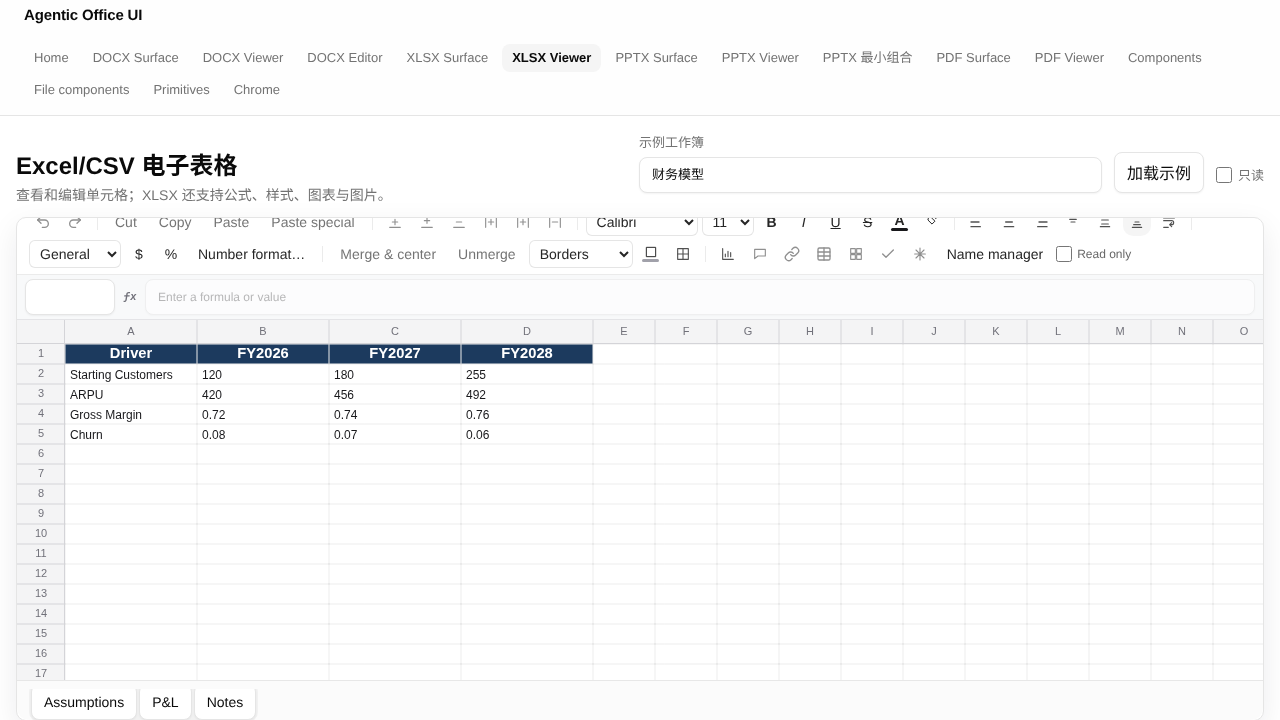 Agentic Office UI
Home DOCX Surface DOCX Viewer DOCX Editor XLSX Surface XLSX Viewer PPTX Surface PPTX Viewer PPTX 最小组合 PDF Surface PDF Viewer Components
File components Primitives Chrome
示例工作簿
Excel/CSV 电子表格
财务模型 加载示例 只读
查看和编辑单元格；XLSX 还支持公式、样式、图表与图片。
Cut Copy Paste Paste special Calibri 11 B I U S A
General $ % Number format… Merge & center Unmerge Borders Name manager Read only
ƒx Enter a formula or value
A B C D E F G H I J K L M N O
1 Driver FY2026 FY2027 FY2028
2 Starting Customers 120 180 255
3 ARPU 420 456 492
4 Gross Margin 0.72 0.74 0.76
5 Churn 0.08 0.07 0.06
6
7
8
9
10
11
12
13
14
15
16
17
Assumptions P&L Notes